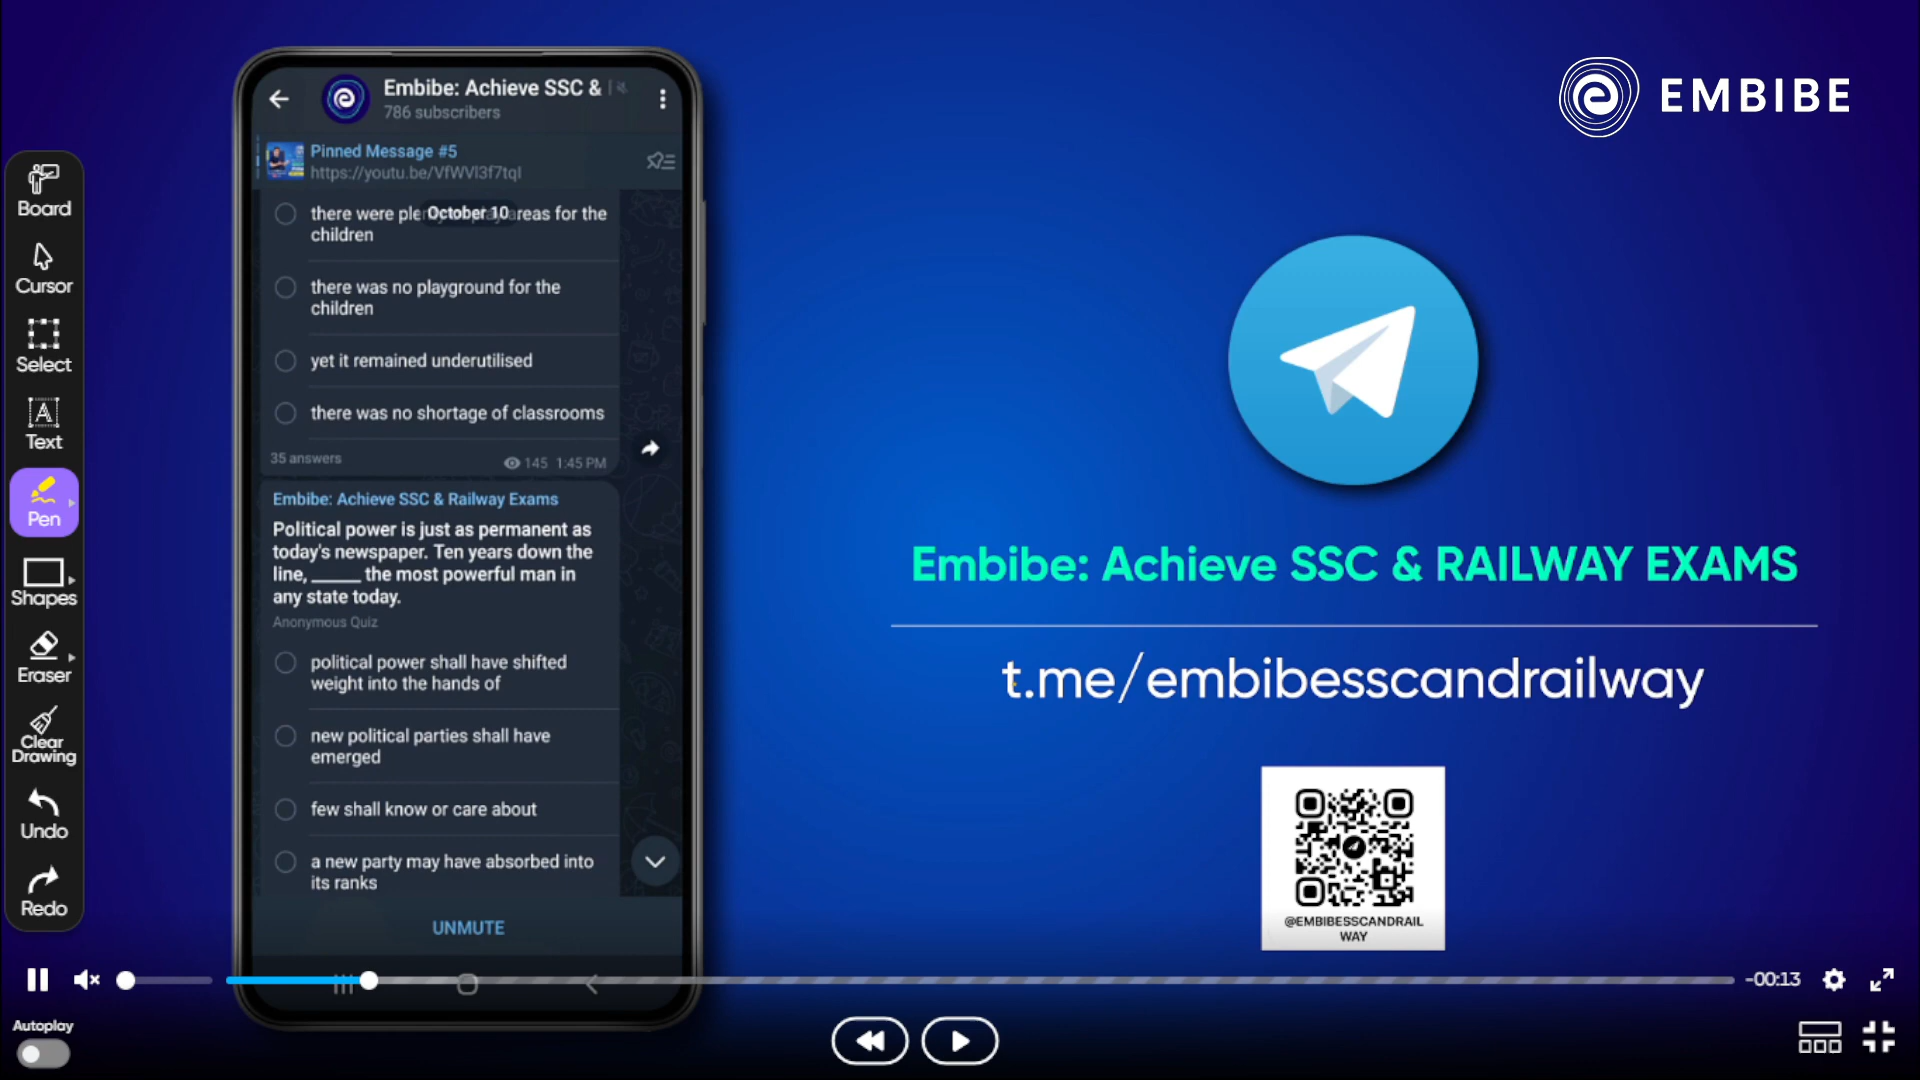 Board
Cursor
Select
Text
Pen
Shapes
Eraser
Clear
Drawing
Undo
Redo
Autoplay
Embibe: Achieve SSC &
786 subscribers
Pinned Message #5
https://youtu.be/VfWVl3f7tqI
October 10
there were areas for the
children
there was no playground for the
children
yet it remained underutilised
there was no shortage of classrooms
35 answers
145 1:45 PM
Embibe: Achieve SSC & Railway Exams
Political power is just as permanent as
today's newspaper. Ten years down the
line, _____ the most powerful man in
any state today.
Anonymous Quiz
political power shall have shifted
weight into the hands of
new political parties shall have
emerged
few shall know or care about
a new party may have absorbed into
its ranks
UNMUTE
EMBIBE
Embibe: Achieve SSC & RAILWAY EXAMS
t.me/embibesscandrailway
@EMBIBESSCANDRAIL
WAY
-00:13